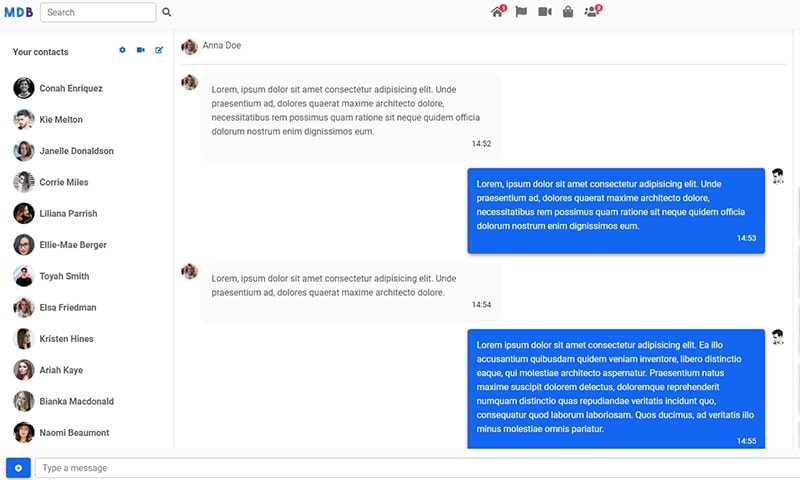 MDB
Search
1
2
Your contacts
Conah Enriquez
Kie Melton
Janelle Donaldson
Corrie Miles
Liliana Parrish
Ellie-Mae Berger
Toyah Smith
Elsa Friedman
Kristen Hines
Ariah Kaye
Bianka Macdonald
Naomi Beaumont
Anna Doe
Lorem, ipsum dolor sit amet consectetur adipisicing elit. Unde
praesentium ad, dolores quaerat maxime architecto dolore,
necessitatibus rem possimus quam ratione sit neque quidem officia
dolorum nostrum enim dignissimos eum.
14:52
Lorem, ipsum dolor sit amet consectetur adipisicing elit. Unde
praesentium ad, dolores quaerat maxime architecto dolore,
necessitatibus rem possimus quam ratione sit neque quidem officia
dolorum nostrum enim dignissimos eum.
14:53
Lorem, ipsum dolor sit amet consectetur adipisicing elit. Unde
praesentium ad, dolores quaerat maxime architecto dolore.
14:54
Lorem ipsum dolor sit amet consectetur adipisicing elit. Ea illo
accusantium quibusdam quidem veniam inventore, libero distinctio
eaque, qui molestiae architecto aspernatur. Praesentium natus
maxime suscipit dolorem delectus, doloremque reprehenderit
numquam distinctio quas repudiandae veritatis incidunt quo,
consequatur quod laborum laboriosam. Quos ducimus, ad veritatis illo
minus molestiae omnis pariatur.
14:55
Type a message